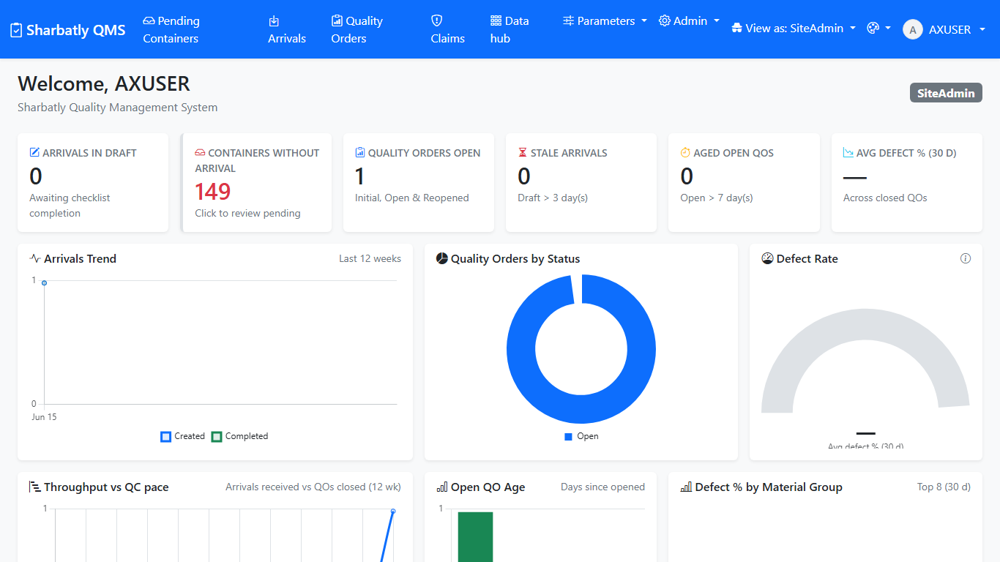 Sharbatly QMS
Pending
Containers
Arrivals
Quality
Orders
Claims
Data
hub
Parameters
Admin
View as: SiteAdmin
A
AXUSER
Welcome, AXUSER
Sharbatly Quality Management System
SiteAdmin
ARRIVALS IN DRAFT
0
Awaiting checklist
completion
CONTAINERS WITHOUT
ARRIVAL
149
Click to review pending
QUALITY ORDERS OPEN
1
Initial, Open & Reopened
STALE ARRIVALS
0
Draft > 3 day(s)
AGED OPEN QOS
0
Open > 7 day(s)
AVG DEFECT % (30 D)
—
Across closed QOs
Arrivals Trend
Last 12 weeks
1
0
Jun 15
Created
Completed
Quality Orders by Status
Open
Defect Rate
—
Avg defect % (30 d)
Throughput vs QC pace
Arrivals received vs QOs closed (12 wk)
1
Open QO Age
Days since opened
1
Defect % by Material Group
Top 8 (30 d)